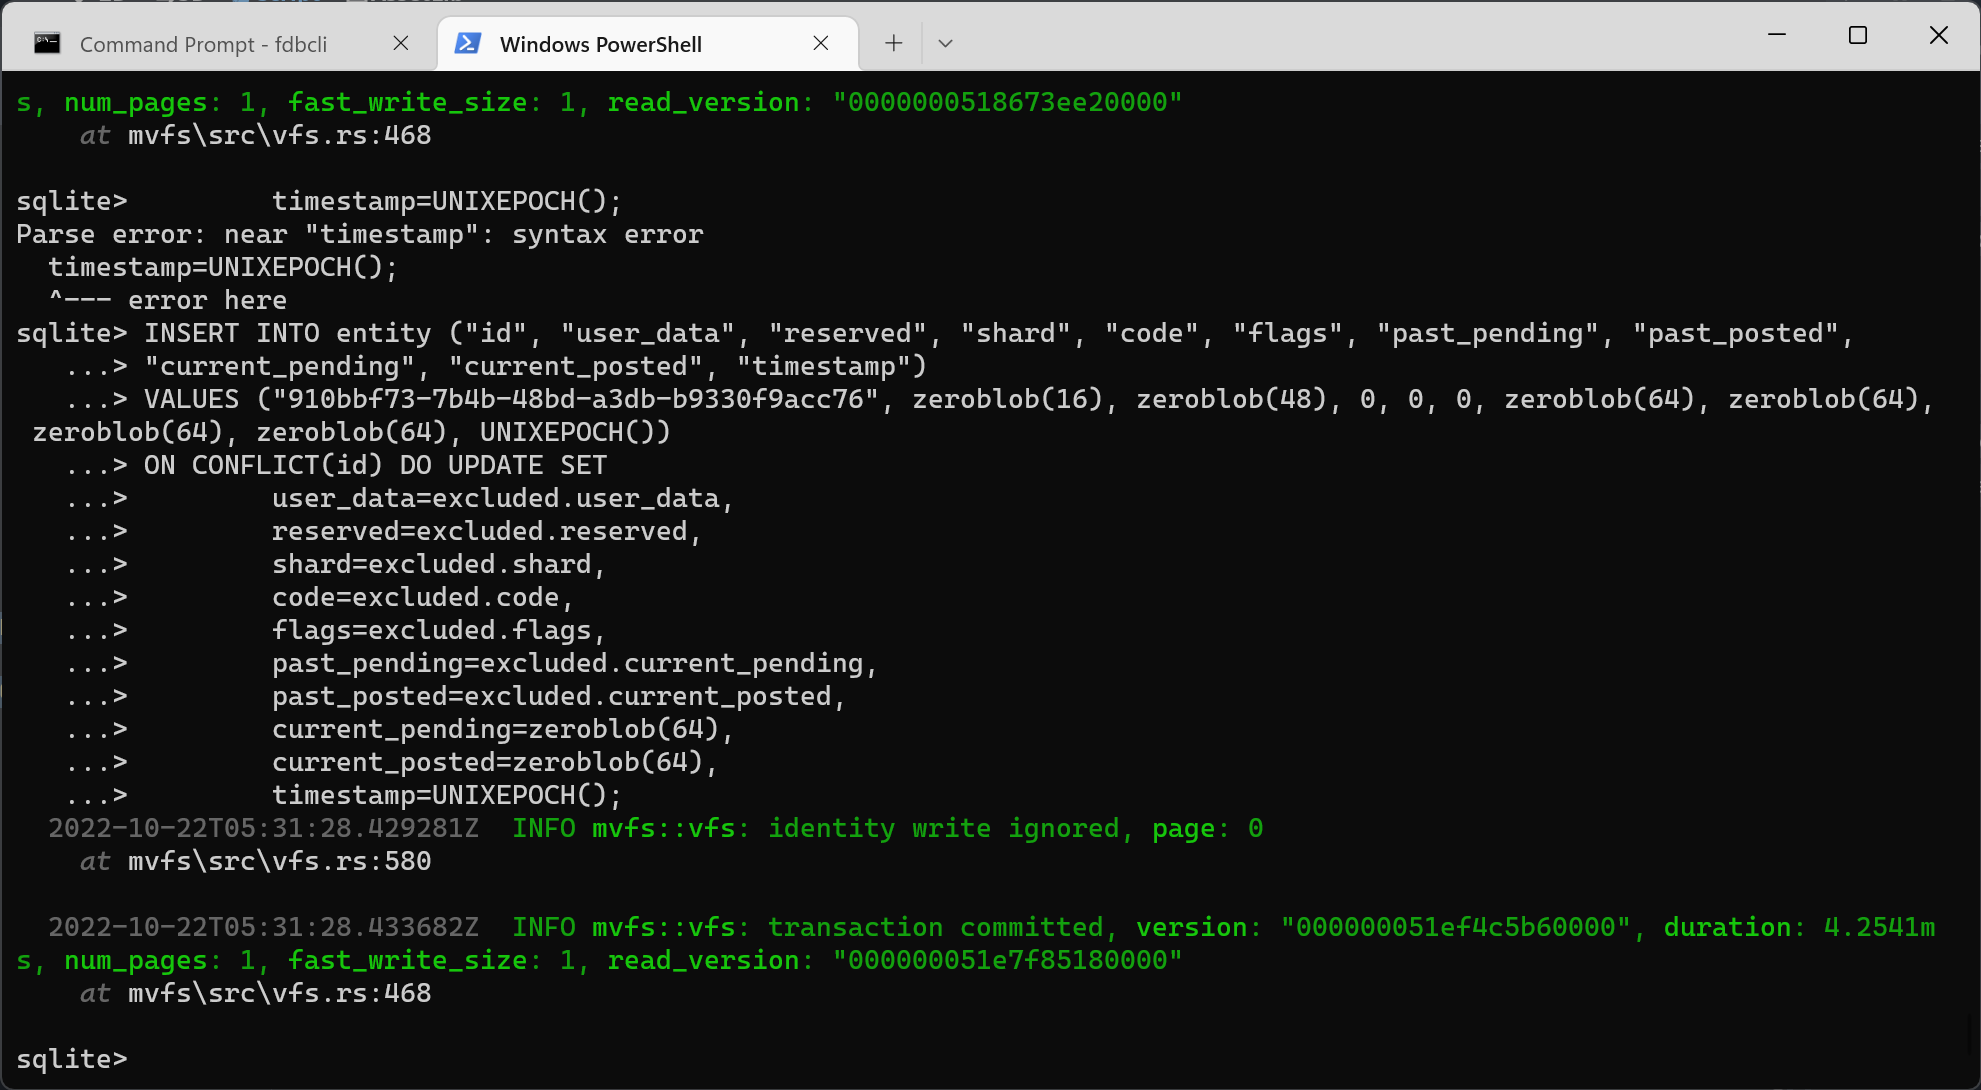 Command Prompt - fdbcli
Windows PowerShell
s, num_pages: 1, fast_write_size: 1, read_version: "0000000518673ee20000"
at mvfs\src\vfs.rs:468
sqlite> timestamp=UNIXEPOCH();
Parse error: near "timestamp": syntax error
timestamp=UNIXEPOCH();
^--- error here
sqlite> INSERT INTO entity ("id", "user_data", "reserved", "shard", "code", "flags", "past_pending", "past_posted",
...> "current_pending", "current_posted", "timestamp")
...> VALUES ("910bbf73-7b4b-48bd-a3db-b9330f9acc76", zeroblob(16), zeroblob(48), 0, 0, 0, zeroblob(64), zeroblob(64),
zeroblob(64), zeroblob(64), UNIXEPOCH())
...> ON CONFLICT(id) DO UPDATE SET
...> user_data=excluded.user_data,
...> reserved=excluded.reserved,
...> shard=excluded.shard,
...> code=excluded.code,
...> flags=excluded.flags,
...> past_pending=excluded.current_pending,
...> past_posted=excluded.current_posted,
...> current_pending=zeroblob(64),
...> current_posted=zeroblob(64),
...> timestamp=UNIXEPOCH();
2022-10-22T05:31:28.429281Z INFO mvfs::vfs: identity write ignored, page: 0
at mvfs\src\vfs.rs:580
2022-10-22T05:31:28.433682Z INFO mvfs::vfs: transaction committed, version: "000000051ef4c5b60000", duration: 4.2541m
s, num_pages: 1, fast_write_size: 1, read_version: "000000051e7f85180000"
at mvfs\src\vfs.rs:468
sqlite>